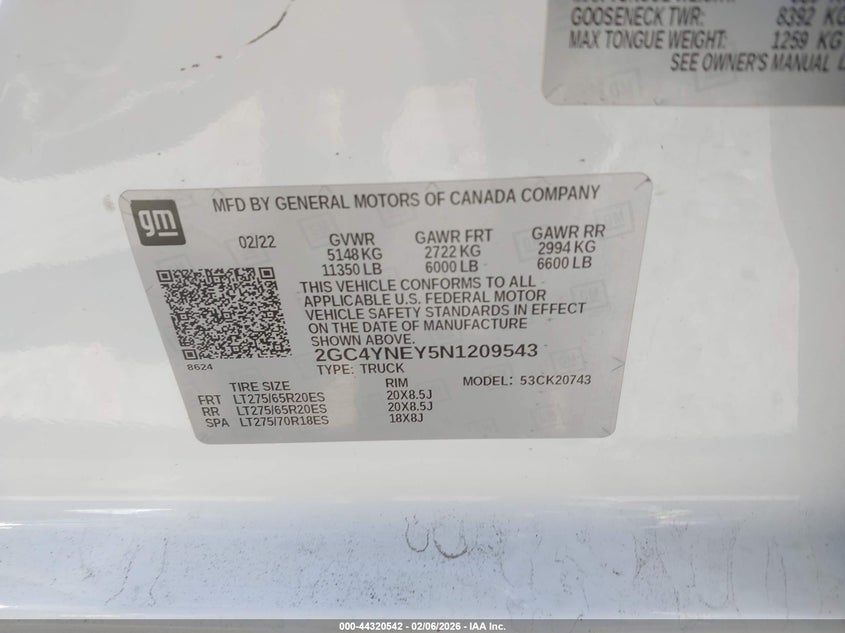 GOOSENECK TWR: 8392 KG
MAX TONGUE WEIGHT: 1259 KG
SEE OWNER'S MANUAL
gm
MFD BY GENERAL MOTORS OF CANADA COMPANY
02/22 GVWR GAWR FRT GAWR RR
5148 KG 2722 KG 2994 KG
11350 LB 6000 LB 6600 LB
THIS VEHICLE CONFORMS TO ALL
APPLICABLE U.S. FEDERAL MOTOR
VEHICLE SAFETY STANDARDS IN EFFECT
ON THE DATE OF MANUFACTURE
SHOWN ABOVE.
8624
2GC4YNEY5N1209543
TYPE: TRUCK
TIRE SIZE RIM MODEL: 53CK20743
FRT LT275/65R20ES 20X8.5J
RR LT275/65R20ES 20X8.5J
SPA LT275/70R18ES 18X8J
000-44320542 - 02/06/2026 - IAA Inc.